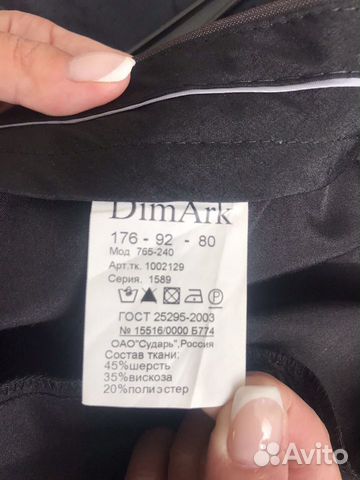 DimArk
176 - 92 - 80
Мод 765-240
Арт.тк. 1002129
Серия. 1589
ГОСТ 25295-2003
№ 15516/0000 Б774
ОАО"Сударь",Россия
Состав ткани:
45%шерсть
35%вискоза
20%полиэстер
Avito